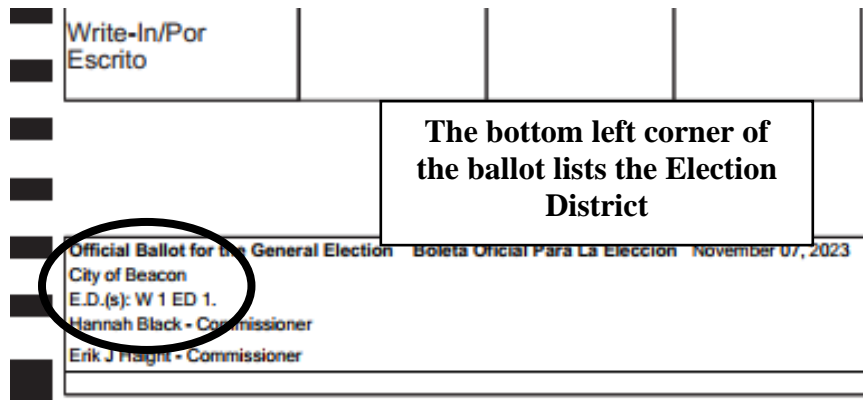 Write-In/Por
Escrito
The bottom left corner of
the ballot lists the Election
District
Official Ballot for the General Election Boleta Oficial Para La Eleccion November 07, 2023
City of Beacon
E.D.(s): W 1 ED 1.
Hannah Black - Commissioner
Erik J Haight - Commissioner